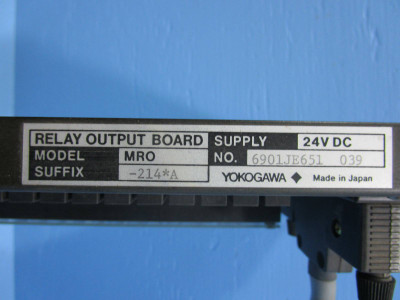 RELAY OUTPUT BOARD SUPPLY 24V DC
MODEL MRO NO. 6901JE651 039
SUFFIX -214*A YOKOGAWA Made in Japan